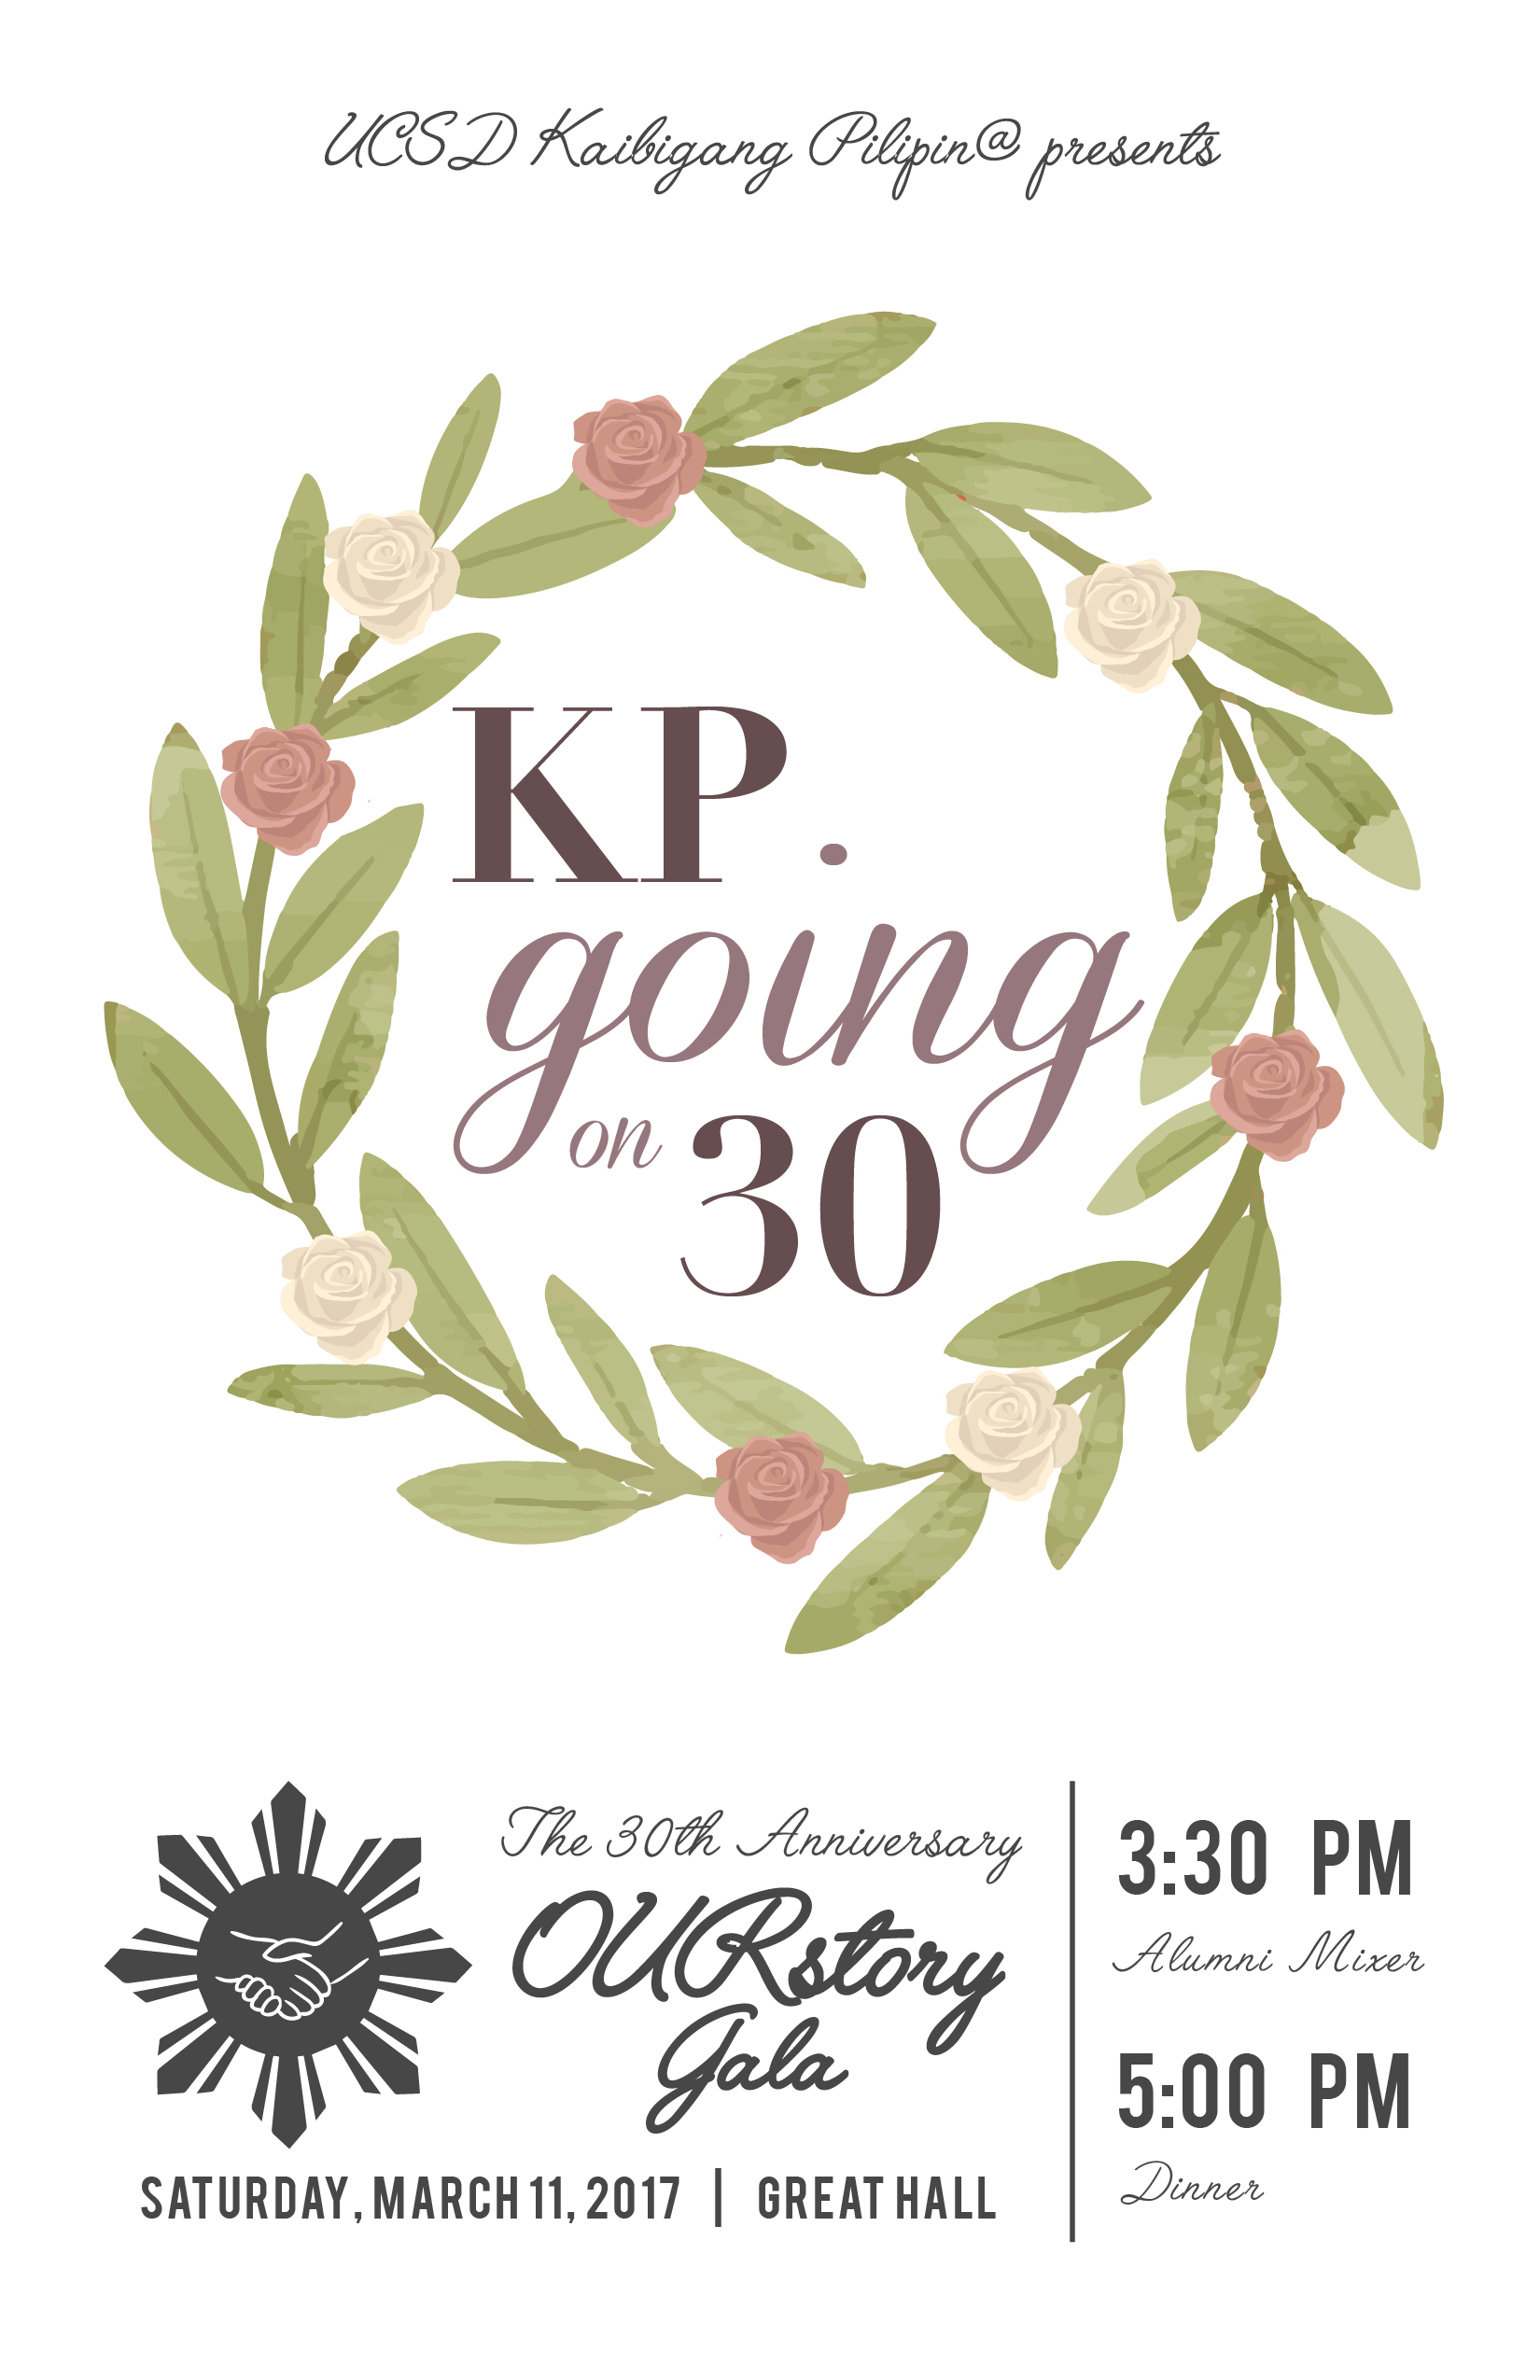 UCSD Kaibigang Pilipin@ presents
KP.
going
on 30
The 30th Anniversary
OURstory
Gala
SATURDAY, MARCH 11, 2017 | GREAT HALL
3:30 PM
Alumni Mixer
5:00 PM
Dinner